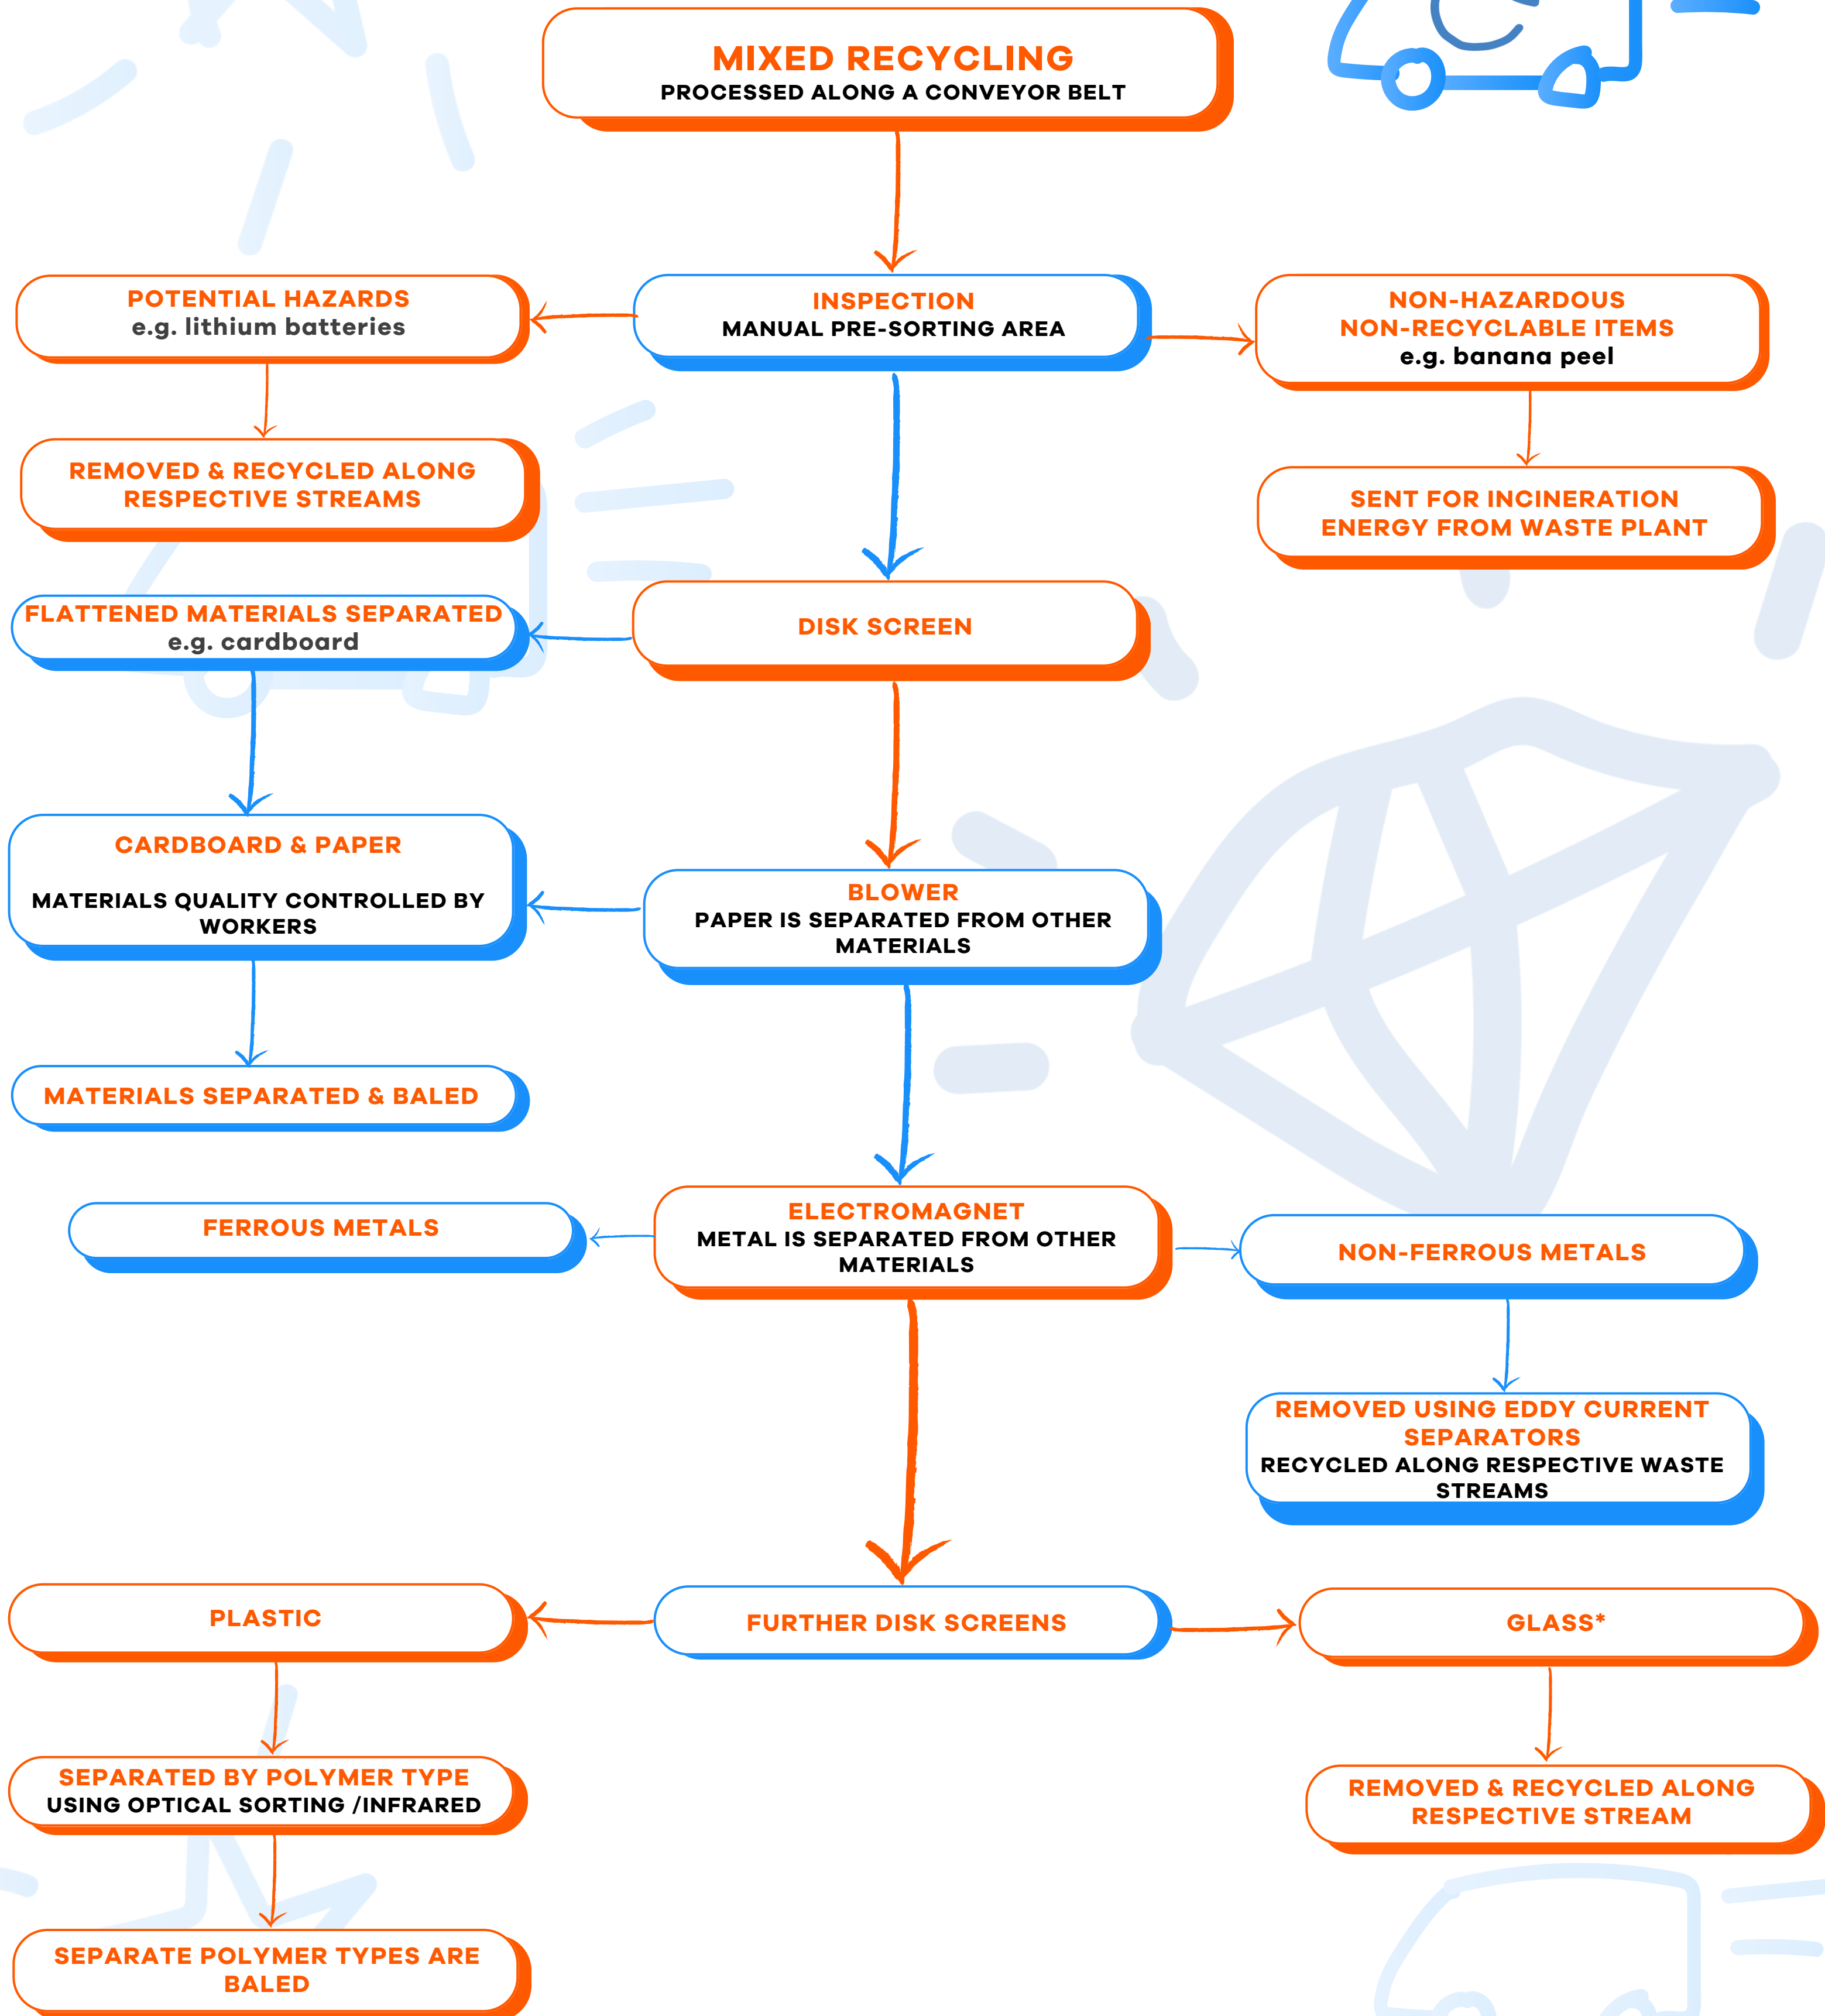 MIXED RECYCLING
PROCESSED ALONG A CONVEYOR BELT
POTENTIAL HAZARDS
e.g. lithium batteries
INSPECTION
MANUAL PRE-SORTING AREA
NON-HAZARDOUS
NON-RECYCLABLE ITEMS
e.g. banana peel
REMOVED & RECYCLED ALONG
RESPECTIVE STREAMS
SENT FOR INCINERATION
ENERGY FROM WASTE PLANT
FLATTENED MATERIALS SEPARATED
e.g. cardboard
DISK SCREEN
CARDBOARD & PAPER
MATERIALS QUALITY CONTROLLED BY
WORKERS
BLOWER
PAPER IS SEPARATED FROM OTHER
MATERIALS
MATERIALS SEPARATED & BALED
FERROUS METALS
ELECTROMAGNET
METAL IS SEPARATED FROM OTHER
MATERIALS
NON-FERROUS METALS
REMOVED USING EDDY CURRENT
SEPARATORS
RECYCLED ALONG RESPECTIVE WASTE
STREAMS
PLASTIC
FURTHER DISK SCREENS
GLASS*
SEPARATED BY POLYMER TYPE
USING OPTICAL SORTING /INFRARED
REMOVED & RECYCLED ALONG
RESPECTIVE STREAM
SEPARATE POLYMER TYPES ARE
BALED